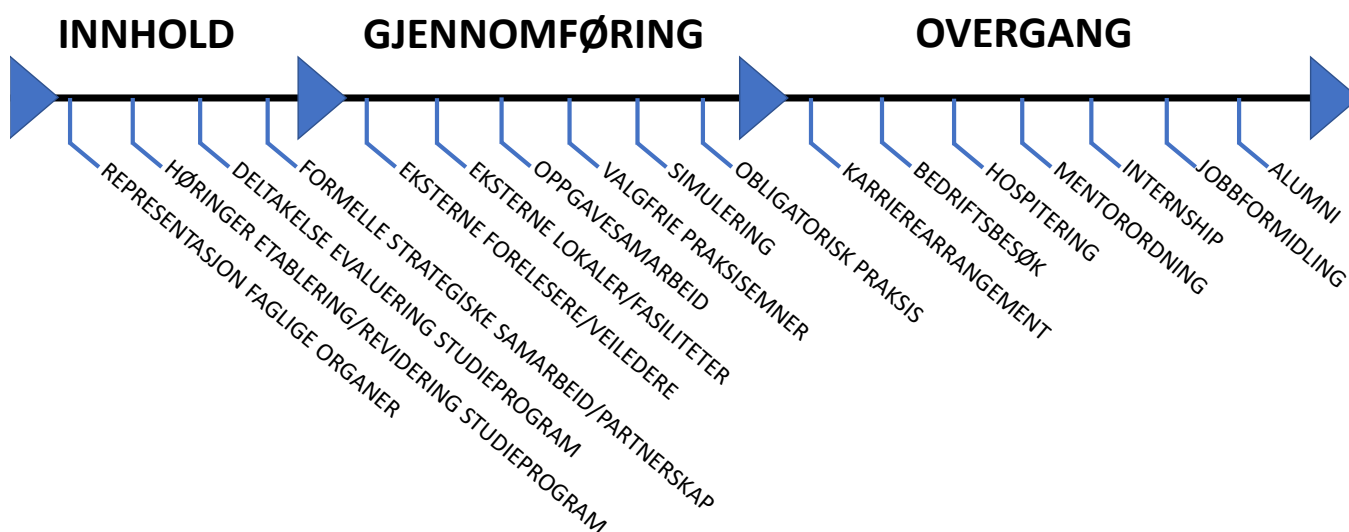 INNHOLD
GJENNOMFØRING
OVERGANG
REPRESENTASJON FAGLIGE ORGANER
HØRINGER ETABLERING/REVIDERING STUDIEPROGRAM
DELTAKELSE EVALUERING STUDIEPROGRAM
FORMELLE STRATEGISKE SAMARBEID/PARTNERSKAP
EKSTERNE FORELESERE/VEILEDERE
EKSTERNE LOKALER/FASILITETER
OPPGAVESAMARBEID
VALGFRIE PRAKSISEMNER
SIMULERING
OBLIGATORISK PRAKSIS
KARRIEREARRANGEMENT
BEDRIFTSBESØK
HOSPITERING
MENTORORDNING
INTERNSHIP
JOBBFORMIDLING
ALUMNI